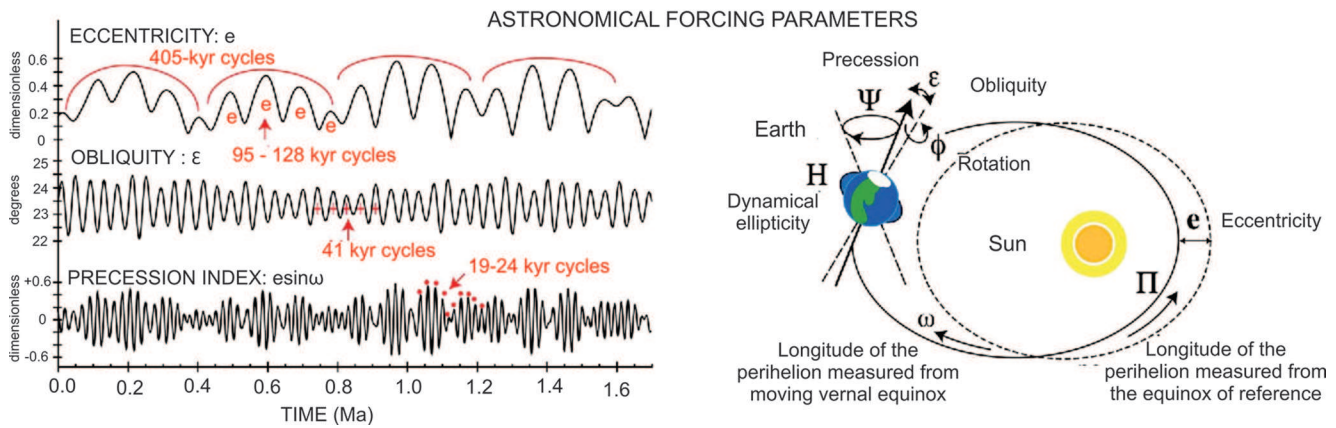 ASTRONOMICAL FORCING PARAMETERS
ECCENTRICITY: e
405-kyr cycles
dimensionless
0.6
0.4
0.2
0
e
e
e
e
95 - 128 kyr cycles
OBLIQUITY : ε
degrees
25
24
23
22
41 kyr cycles
PRECESSION INDEX: esinω
19-24 kyr cycles
dimensionless
+0.6
0
-0.6
0.0 0.2 0.4 0.6 0.8 1.0 1.2 1.4 1.6
TIME (Ma)
Precession
ε
Obliquity
Ψ
Earth
ϕ
Rotation
H
Dynamical
ellipticity
Sun
e
Eccentricity
Π
ω
Longitude of the
perihelion measured from
moving vernal equinox
Longitude of the
perihelion measured from
the equinox of reference